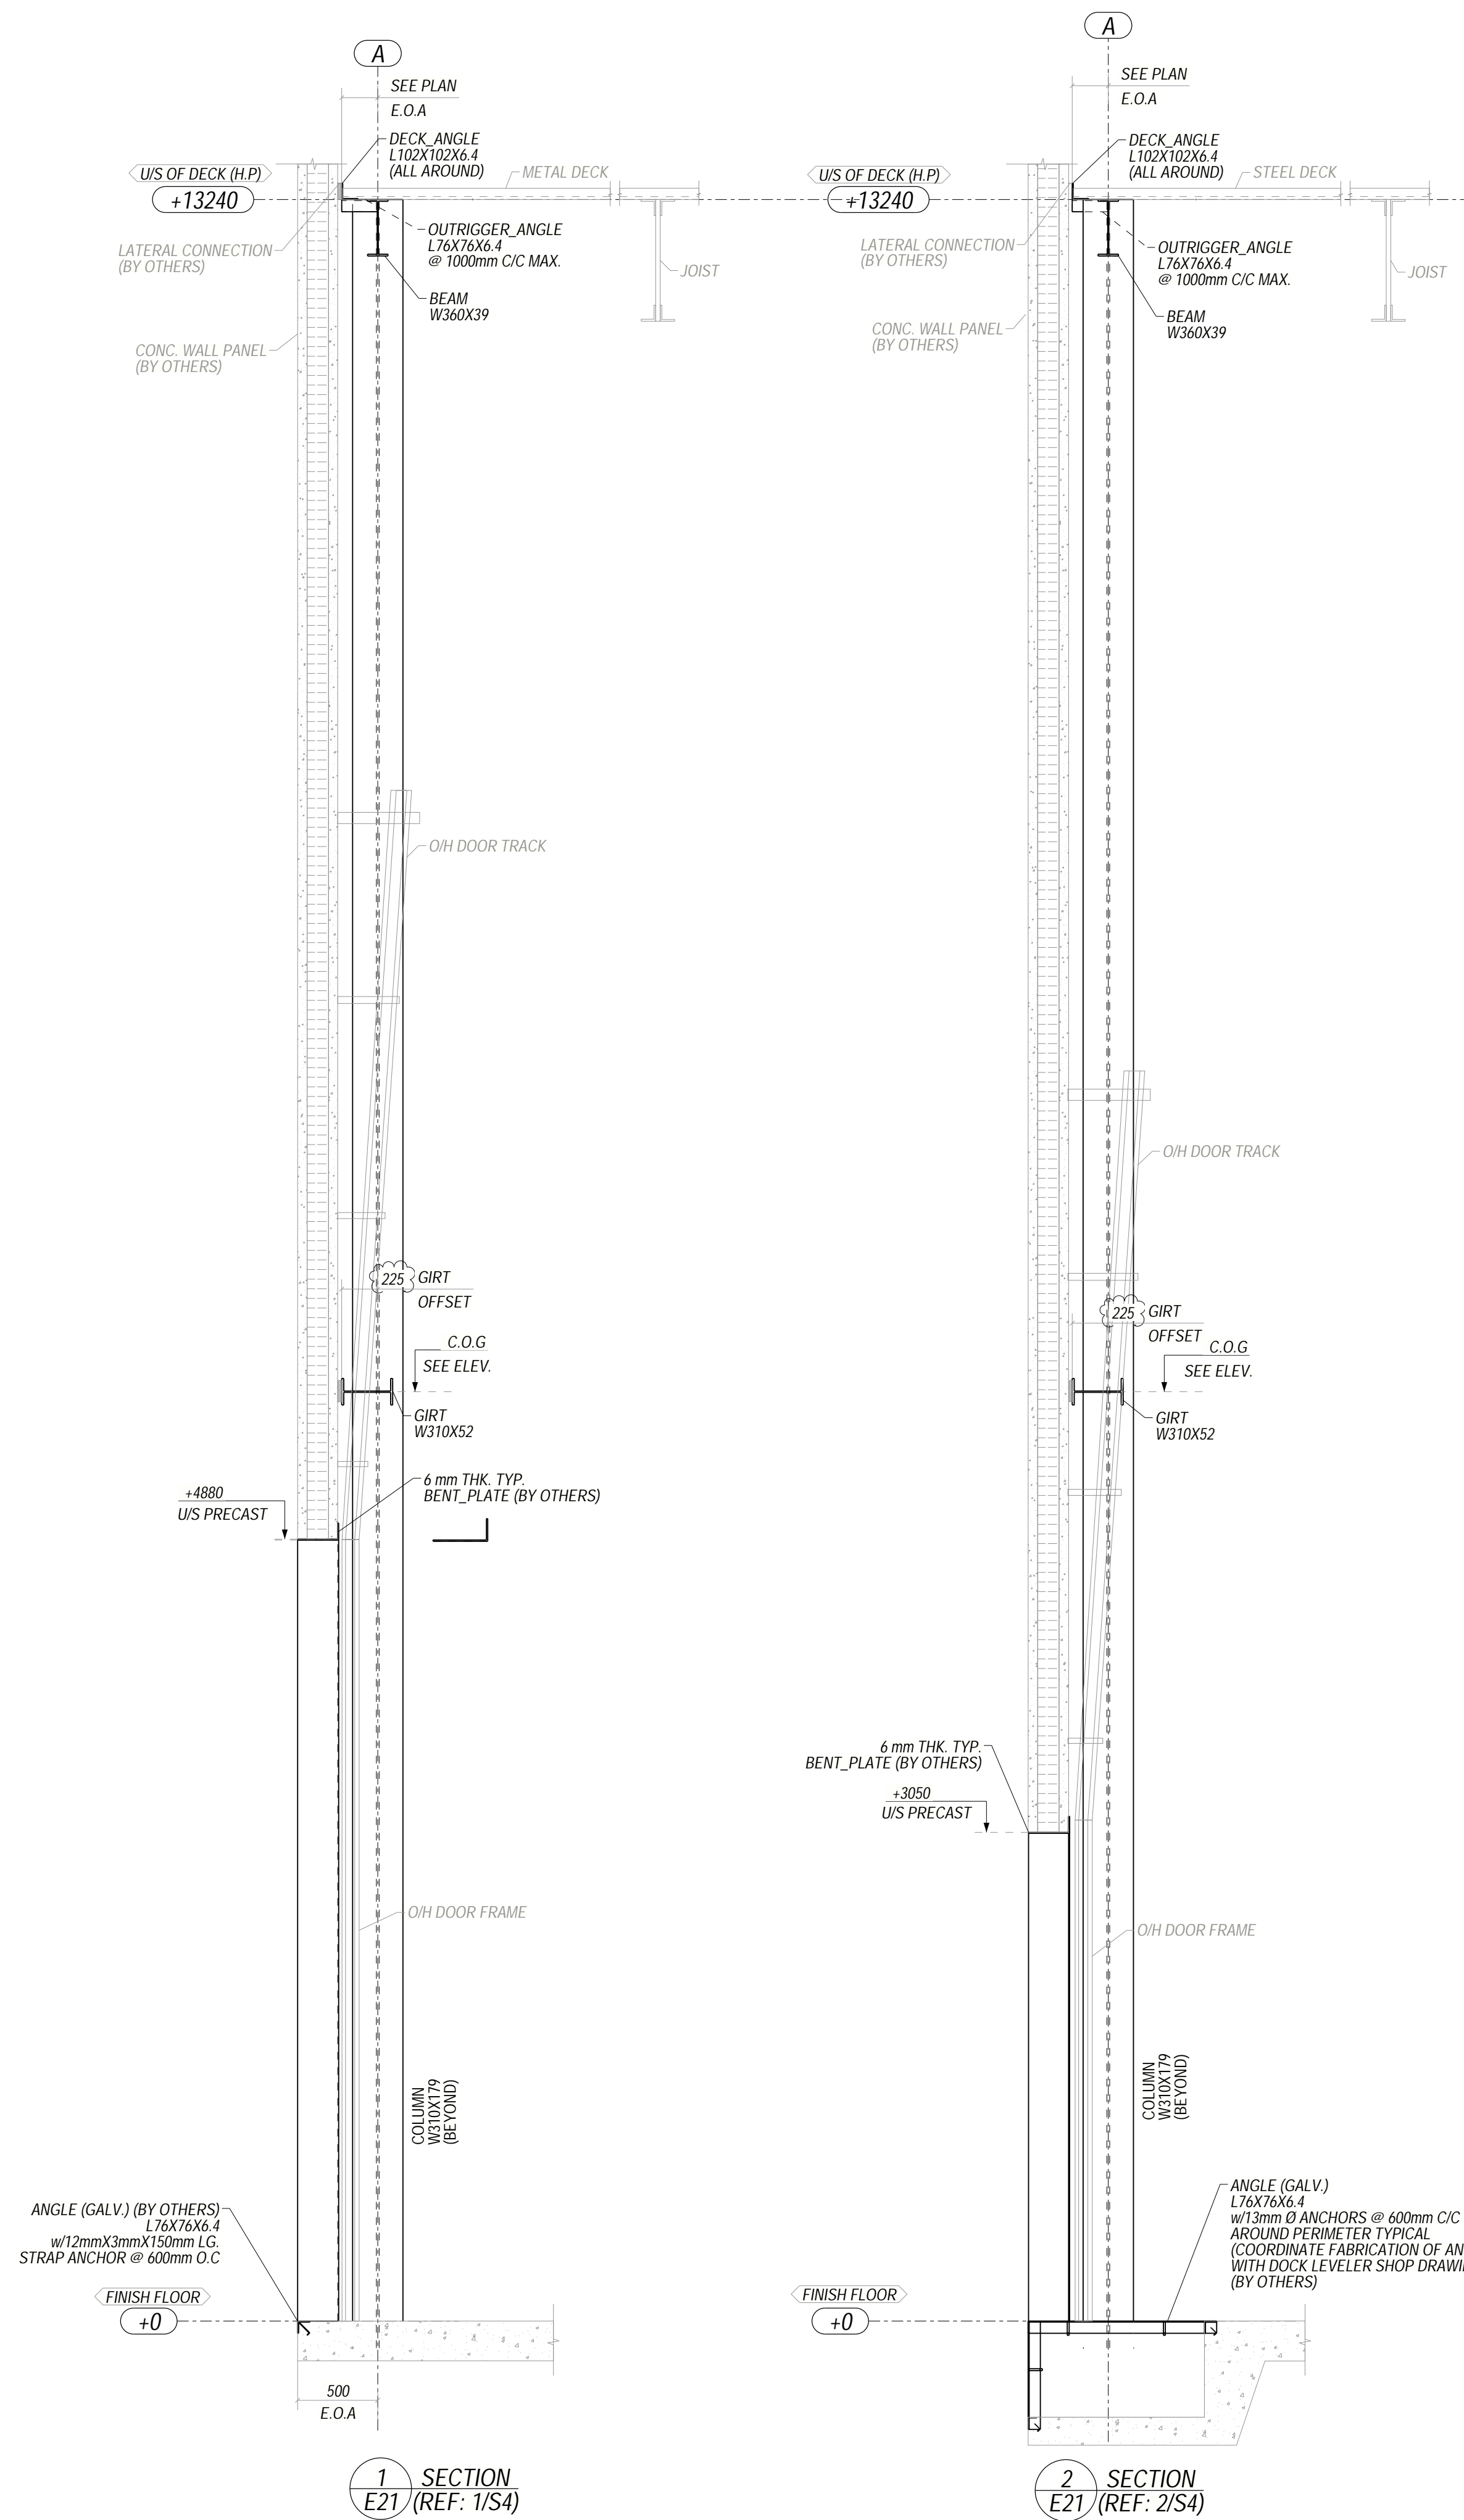 A
SEE PLAN
E.O.A
DECK_ANGLE
L102X102X6.4
(ALL AROUND)
U/S OF DECK (H.P)
+13240
METAL DECK
LATERAL CONNECTION
(BY OTHERS)
OUTRIGGER_ANGLE
L76X76X6.4
@ 1000mm C/C MAX.
JOIST
BEAM
W360X39
CONC. WALL PANEL
(BY OTHERS)
O/H DOOR TRACK
225
GIRT
OFFSET
C.O.G
SEE ELEV.
GIRT
W310X52
6 mm THK. TYP.
BENT_PLATE (BY OTHERS)
+4880
U/S PRECAST
O/H DOOR FRAME
COLUMN
W310X179
(BEYOND)
ANGLE (GALV.) (BY OTHERS)
L76X76X6.4
w/12mmX3mmX150mm LG.
STRAP ANCHOR @ 600mm O.C
FINISH FLOOR
+0
500
E.O.A
1
E21
SECTION
(REF: 1/S4)
A
SEE PLAN
E.O.A
DECK_ANGLE
L102X102X6.4
(ALL AROUND)
U/S OF DECK (H.P)
+13240
STEEL DECK
LATERAL CONNECTION
(BY OTHERS)
OUTRIGGER_ANGLE
L76X76X6.4
@ 1000mm C/C MAX.
JOIST
BEAM
W360X39
CONC. WALL PANEL
(BY OTHERS)
O/H DOOR TRACK
225
GIRT
OFFSET
C.O.G
SEE ELEV.
GIRT
W310X52
6 mm THK. TYP.
BENT_PLATE (BY OTHERS)
+3050
U/S PRECAST
O/H DOOR FRAME
COLUMN
W310X179
(BEYOND)
ANGLE (GALV.)
L76X76X6.4
w/13mm Ø ANCHORS @ 600mm C/C
AROUND PERIMETER TYPICAL
(COORDINATE FABRICATION OF
WITH DOCK LEVELER SHOP
(BY OTHERS)
FINISH FLOOR
+0
2
E21
SECTION
(REF: 2/S4)